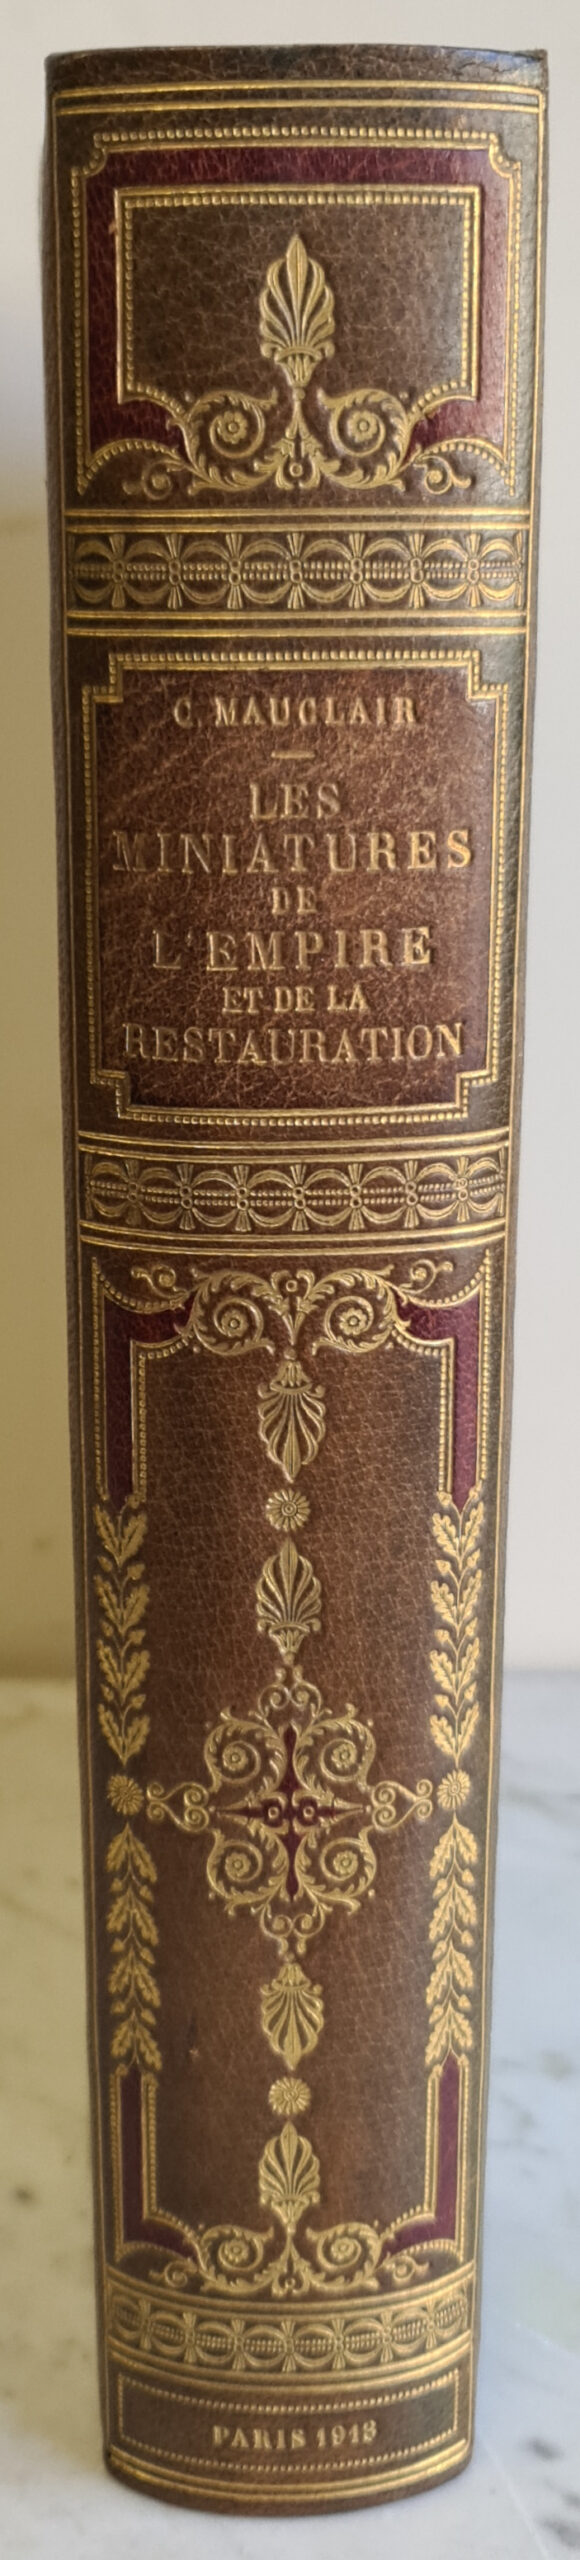 C. MAUCLAIR
LES
MINIATURES
DE
L'EMPIRE
ET DE LA
RESTAURATION
PARIS 1913